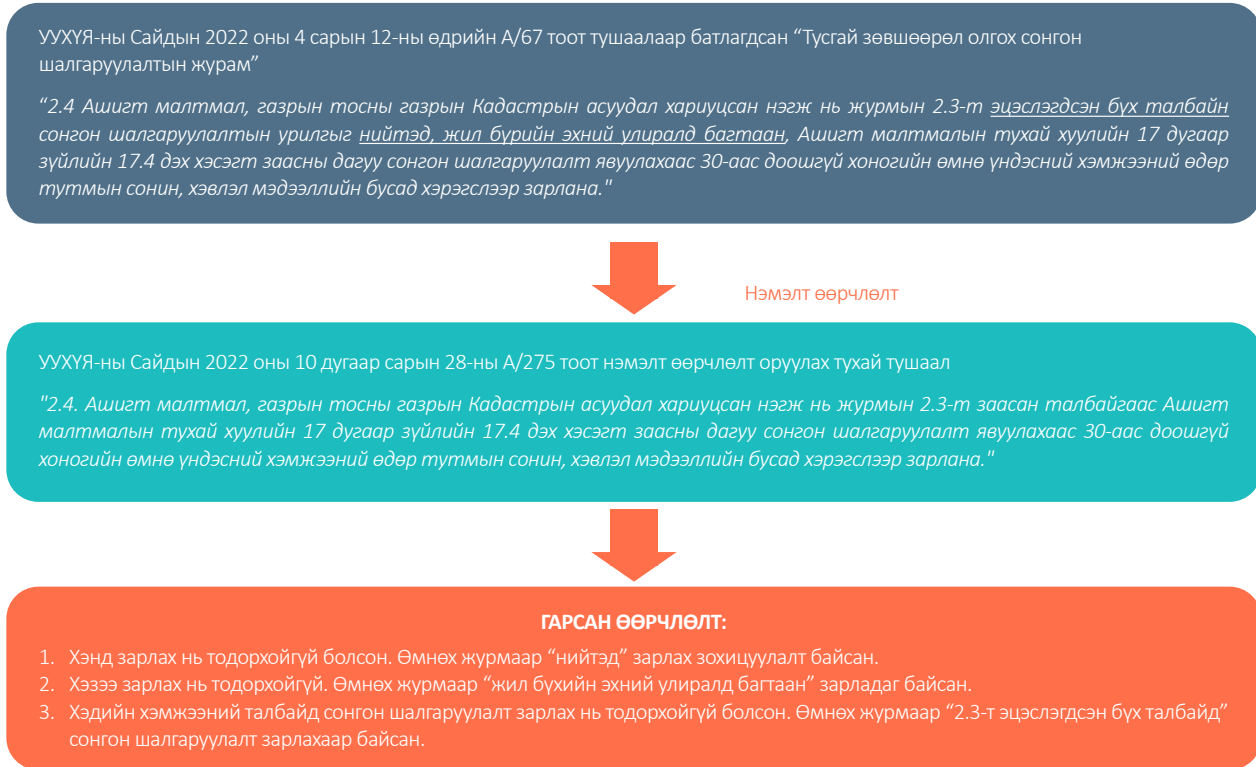 УУХҮЯ-ны Сайдын 2022 оны 4 сарын 12-ны өдрийн А/67 тоот тушаалаар батлагдсан “Тусгай зөвшөөрөл олгох сонгон
шалгаруулалтын журам”
“2.4 Ашигт малтмал, газрын тосны газрын Кадастрын асуудал хариуцсан нэгж нь журмын 2.3-т эцэслэгдсэн бүх талбайн
сонгон шалгаруулалтын урилгыг нийтэд, жил бүрийн эхний улиралд багтаан, Ашигт малтмалын тухай хуулийн 17 дугаар
зүйлийн 17.4 дэх хэсэгт заасны дагуу сонгон шалгаруулалт явуулахаас 30-аас доошгүй хоногийн өмнө үндэсний хэмжээний өдөр
тутмын сонин, хэвлэл мэдээллийн бусад хэрэгслээр зарлана."
Нэмэлт өөрчлөлт
УУХҮЯ-ны Сайдын 2022 оны 10 дугаар сарын 28-ны А/275 тоот нэмэлт өөрчлөлт оруулах тухай тушаал
"2.4. Ашигт малтмал, газрын тосны газрын Кадастрын асуудал хариуцсан нэгж нь журмын 2.3-т заасан талбайгаас Ашигт
малтмалын тухай хуулийн 17 дугаар зүйлийн 17.4 дэх хэсэгт заасны дагуу сонгон шалгаруулалт явуулахаас 30-аас доошгүй
хоногийн өмнө үндэсний хэмжээний өдөр тутмын сонин, хэвлэл мэдээллийн бусад хэрэгслээр зарлана."
ГАРСАН ӨӨРЧЛӨЛТ:
1. Хэнд зарлах нь тодорхойгүй болсон. Өмнөх журмаар “нийтэд” зарлах зохицуулалт байсан.
2. Хэзээ зарлах нь тодорхойгүй. Өмнөх журмаар “жил бүхийн эхний улиралд багтаан” зарладаг байсан.
3. Хэдийн хэмжээний талбайд сонгон шалгаруулалт зарлах нь тодорхойгүй болсон. Өмнөх журмаар “2.3-т эцэслэгдсэн бүх талбайд”
сонгон шалгаруулалт зарлахаар байсан.